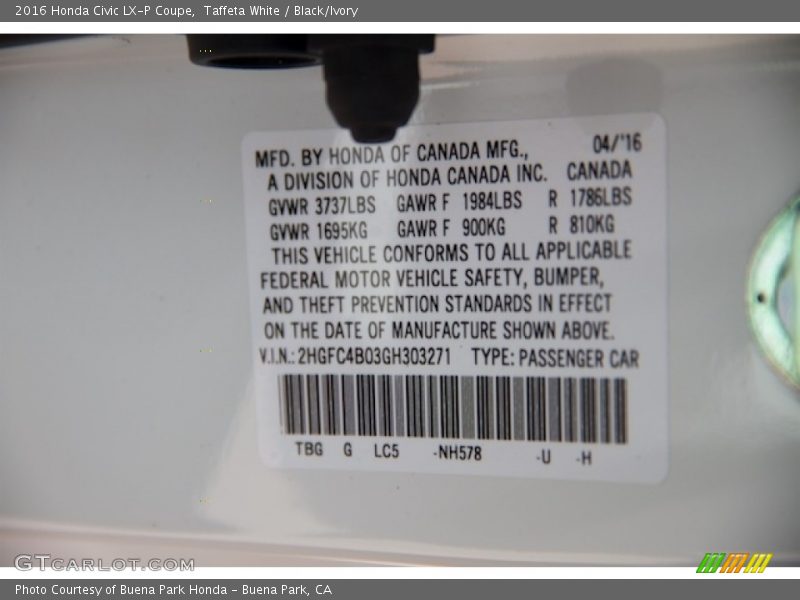 2016 Honda Civic LX-P Coupe,  Taffeta White / Black/Ivory
MFD. BY HONDA OF CANADA MFG., 04/'16
A DIVISION OF HONDA CANADA INC. CANADA
GVWR 3737LBS GAWR F 1984LBS R 1786LBS
GVWR 1695KG GAWR F 900KG R 810KG
THIS VEHICLE CONFORMS TO ALL APPLICABLE
FEDERAL MOTOR VEHICLE SAFETY, BUMPER,
AND THEFT PREVENTION STANDARDS IN EFFECT
ON THE DATE OF MANUFACTURE SHOWN ABOVE.
V.I.N.: 2HGFC4B03GH303271 TYPE: PASSENGER CAR
TBG G LC5 -NH578 -U -H
GTCARLOT.COM
Photo Courtesy of Buena Park Honda - Buena Park, CA